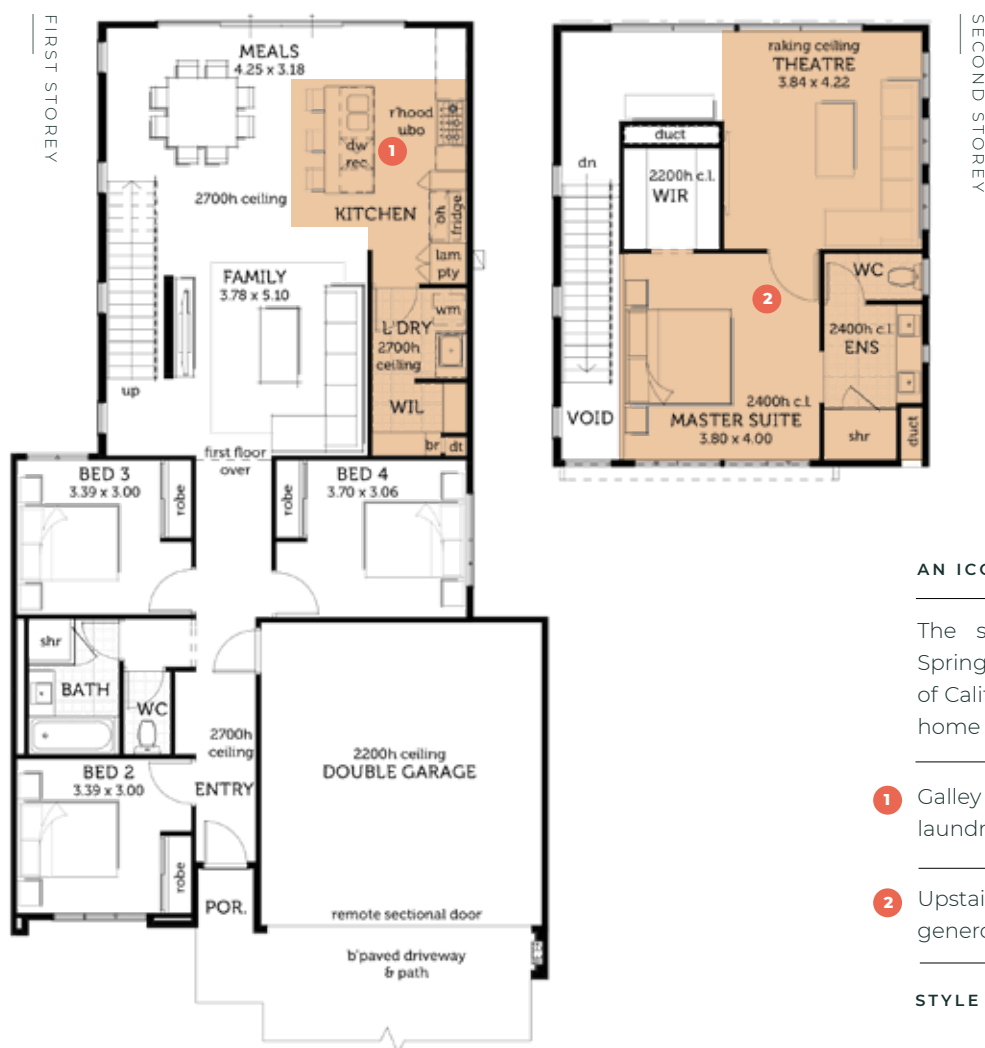 FIRST STOREY
MEALS
4.25 x 3.18
r'hood
ubo
dw
rec
1
2700h ceiling
KITCHEN
oh
fridge
lam
pty
FAMILY
3.78 x 5.10
wm
L'DRY
2700h
ceiling
up
WIL
br
dt
first floor
over
BED 3
3.39 x 3.00
robe
BED 4
3.70 x 3.06
robe
shr
BATH
WC
2700h
ceiling
ENTRY
2200h ceiling
DOUBLE GARAGE
BED 2
3.39 x 3.00
robe
POR.
remote sectional door
b'paved driveway
& path
SECOND STOREY
raking ceiling
THEATRE
3.84 x 4.22
duct
dn
2200h c.l.
WIR
2
WC
2400h c.l.
ENS
VOID
2400h c.l.
MASTER SUITE
3.80 x 4.00
shr
duct
AN ICO
The s
Spring
of Cali
home
1 Galley
laundr
2 Upstai
genero
STYLE